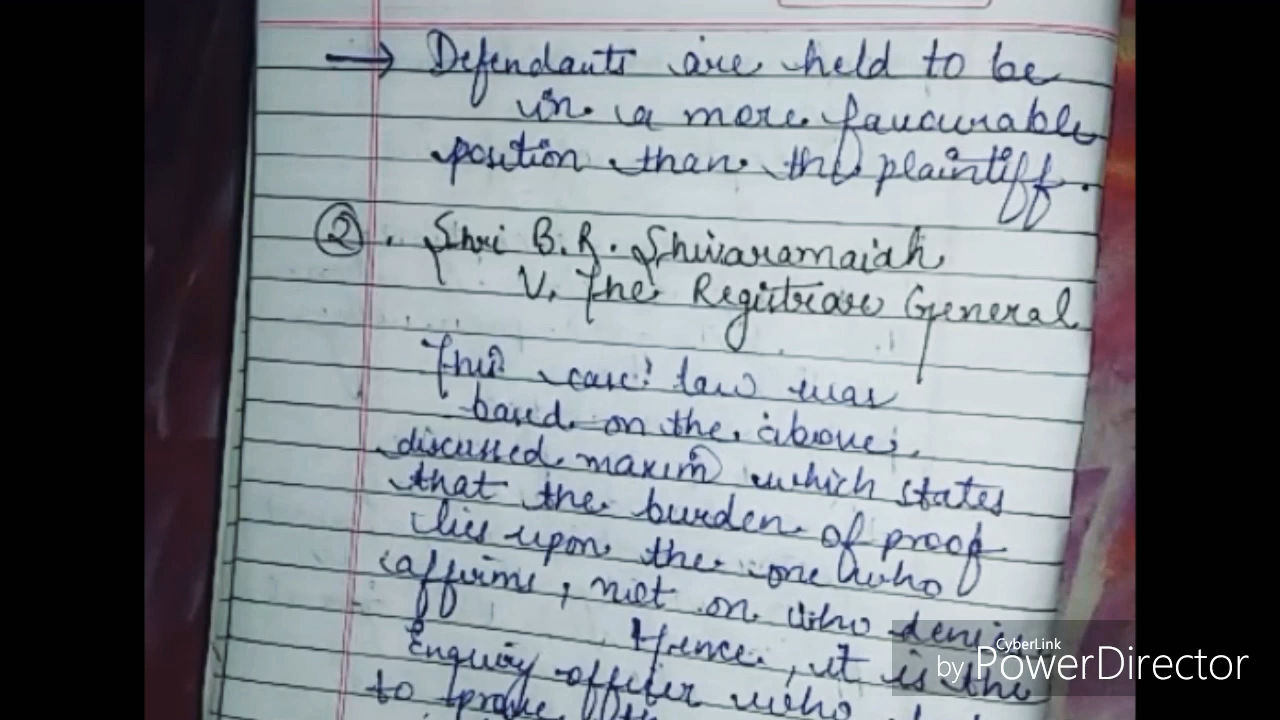 → Defendants are held to be
in a more favourable
position than the plaintiff.
② . Shri B.R. Shivaramaiah
V. The Registrar General
This case law was
based on the above
discussed maxim which states
that the burden of proof
lies upon the one who
affirms, not on who denies
Hence, it is the
Enquiry officer who
to prove
CyberLink
by PowerDirector